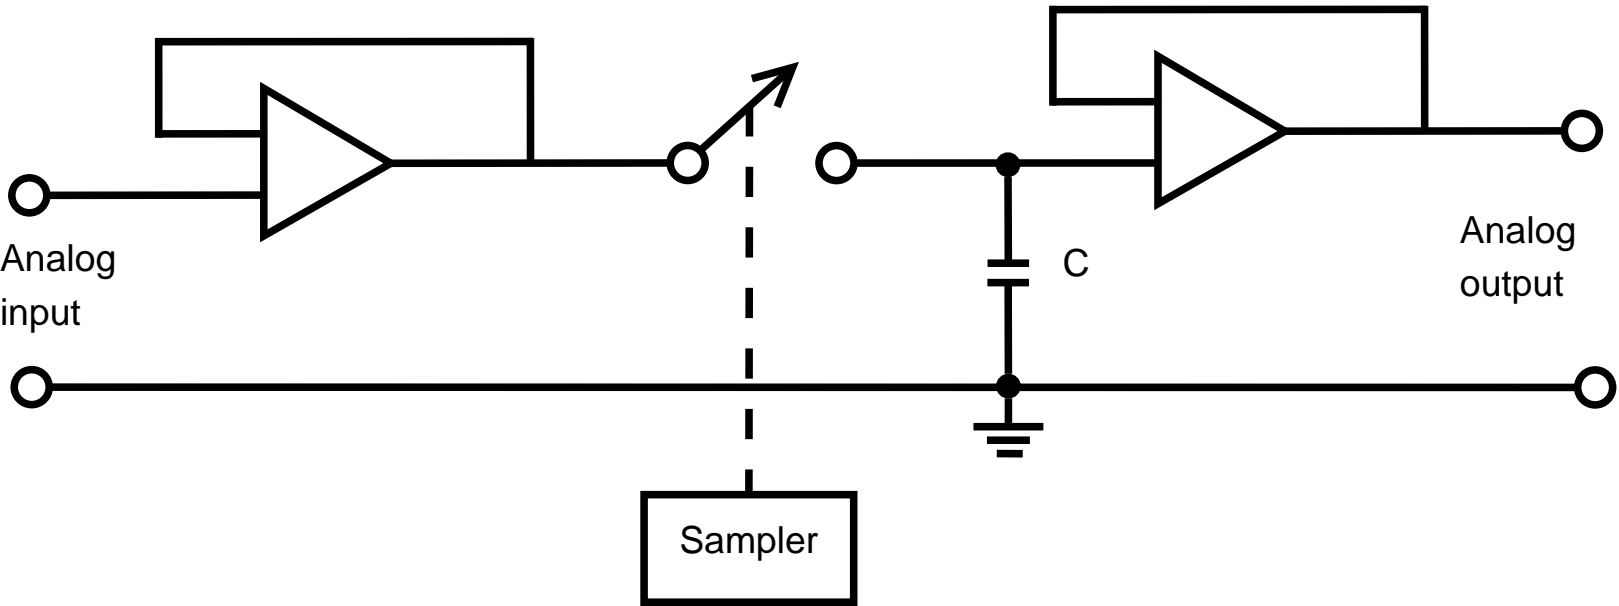 Analog
input
C
Analog
output
Sampler